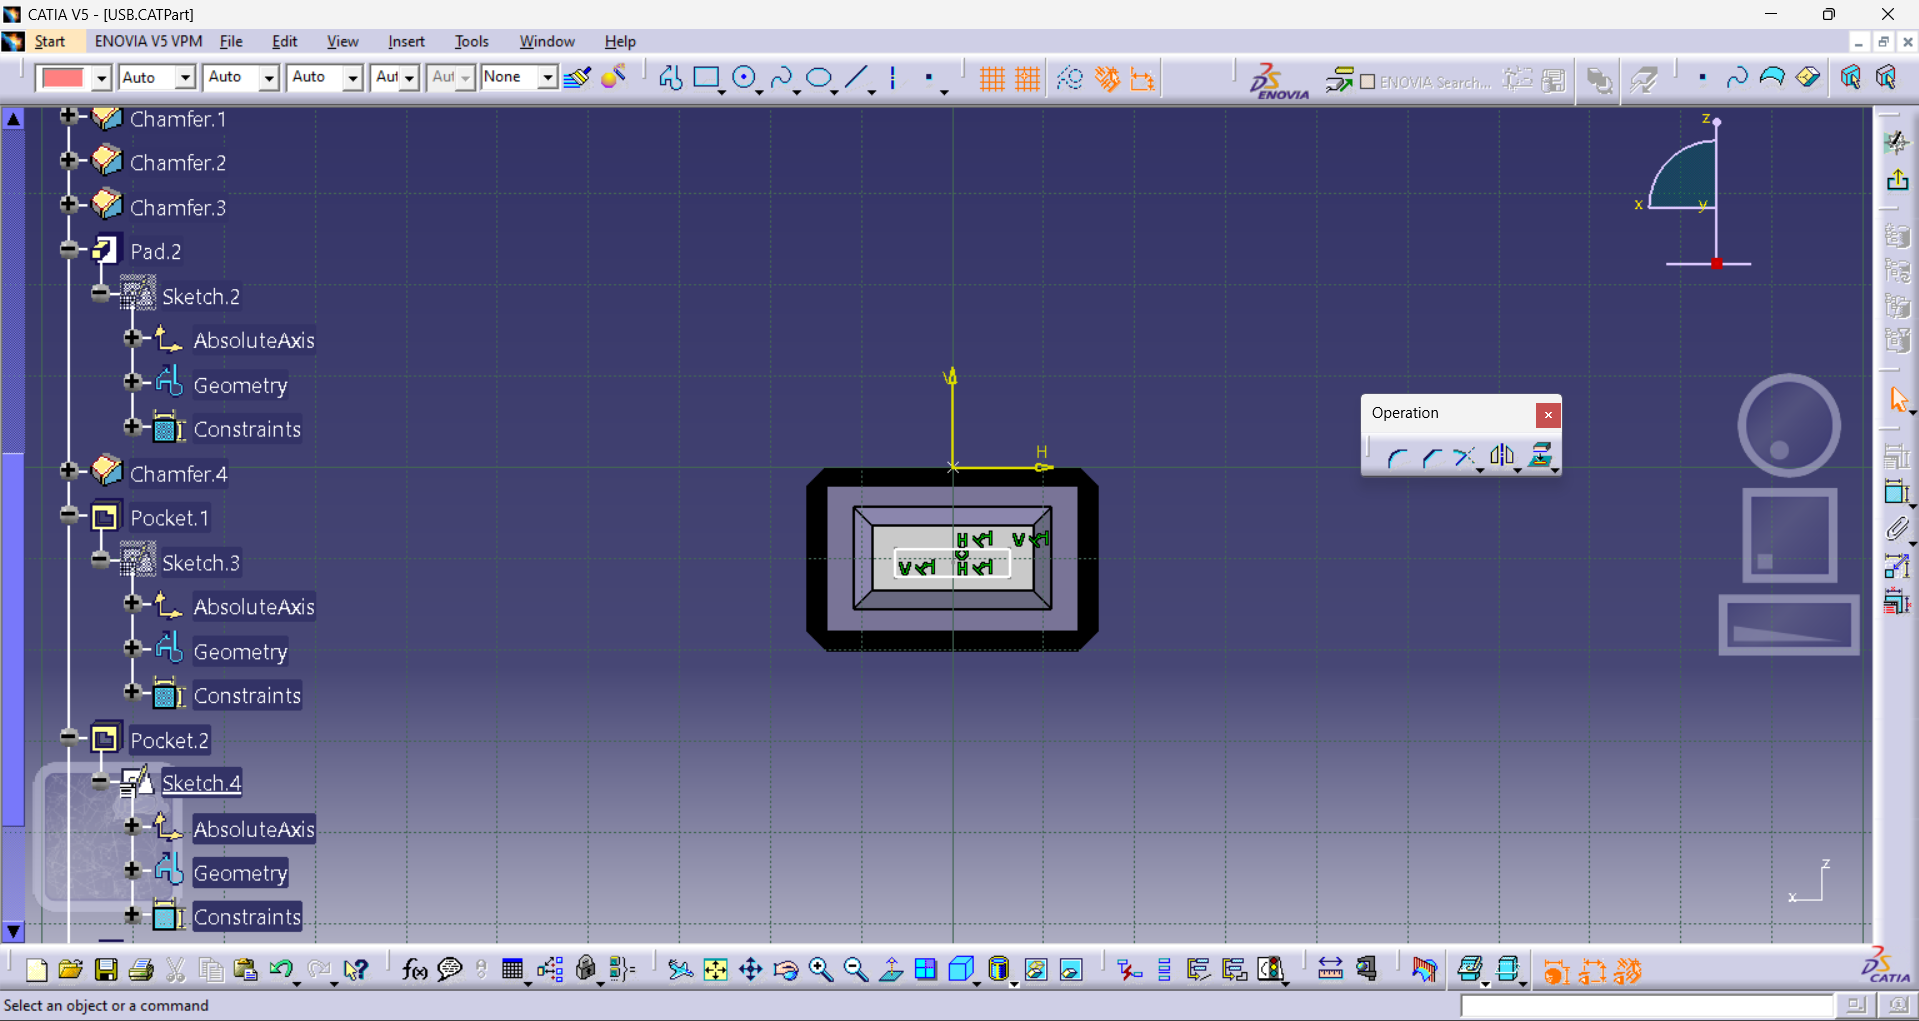 CATIA V5 - [USB.CATPart]
Start ENOVIA V5 VPM File Edit View Insert Tools Window Help
Auto Auto Auto Aut Aut None ENOVIA ENOVIA Search...
Chamfer.1
Chamfer.2
Chamfer.3
Pad.2
Sketch.2
AbsoluteAxis
Geometry
Constraints
Chamfer.4
Pocket.1
Sketch.3
AbsoluteAxis
Geometry
Constraints
Pocket.2
Sketch.4
AbsoluteAxis
Geometry
Constraints
z
x y
V
H
H V
V H
Operation
z
x
f(x)
CATIA
Select an object or a command